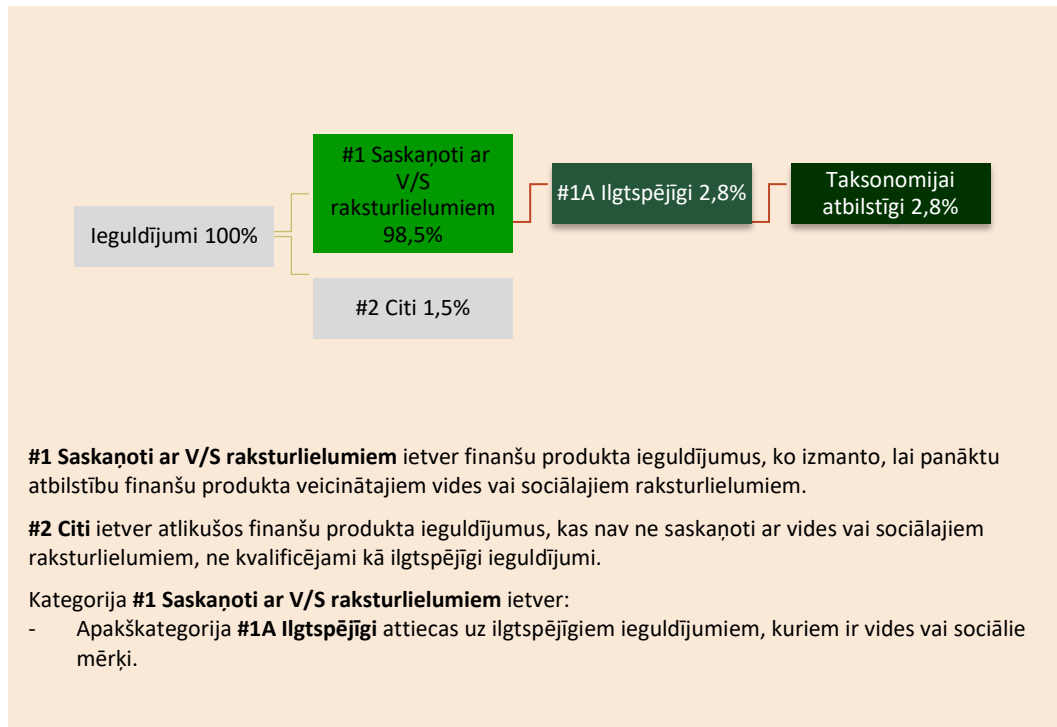 #1 Saskaņoti ar
V/S
raksturlielumiem
98,5%
#1A Ilgtspējīgi 2,8%
Taksonomijai
atbilstīgi 2,8%
Ieguldījumi 100%
#2 Citi 1,5%
#1 Saskaņoti ar V/S raksturlielumiem ietver finanšu produkta ieguldījumus, ko izmanto, lai panāktu
atbilstību finanšu produkta veicinātajiem vides vai sociālajiem raksturlielumiem.
#2 Citi ietver atlikušos finanšu produkta ieguldījumus, kas nav ne saskaņoti ar vides vai sociālajiem
raksturlielumiem, ne kvalificējami kā ilgtspējīgi ieguldījumi.
Kategorija #1 Saskaņoti ar V/S raksturlielumiem ietver:
- Apakškategorija #1A Ilgtspējīgi attiecas uz ilgtspējīgiem ieguldījumiem, kuriem ir vides vai sociālie
mērķi.